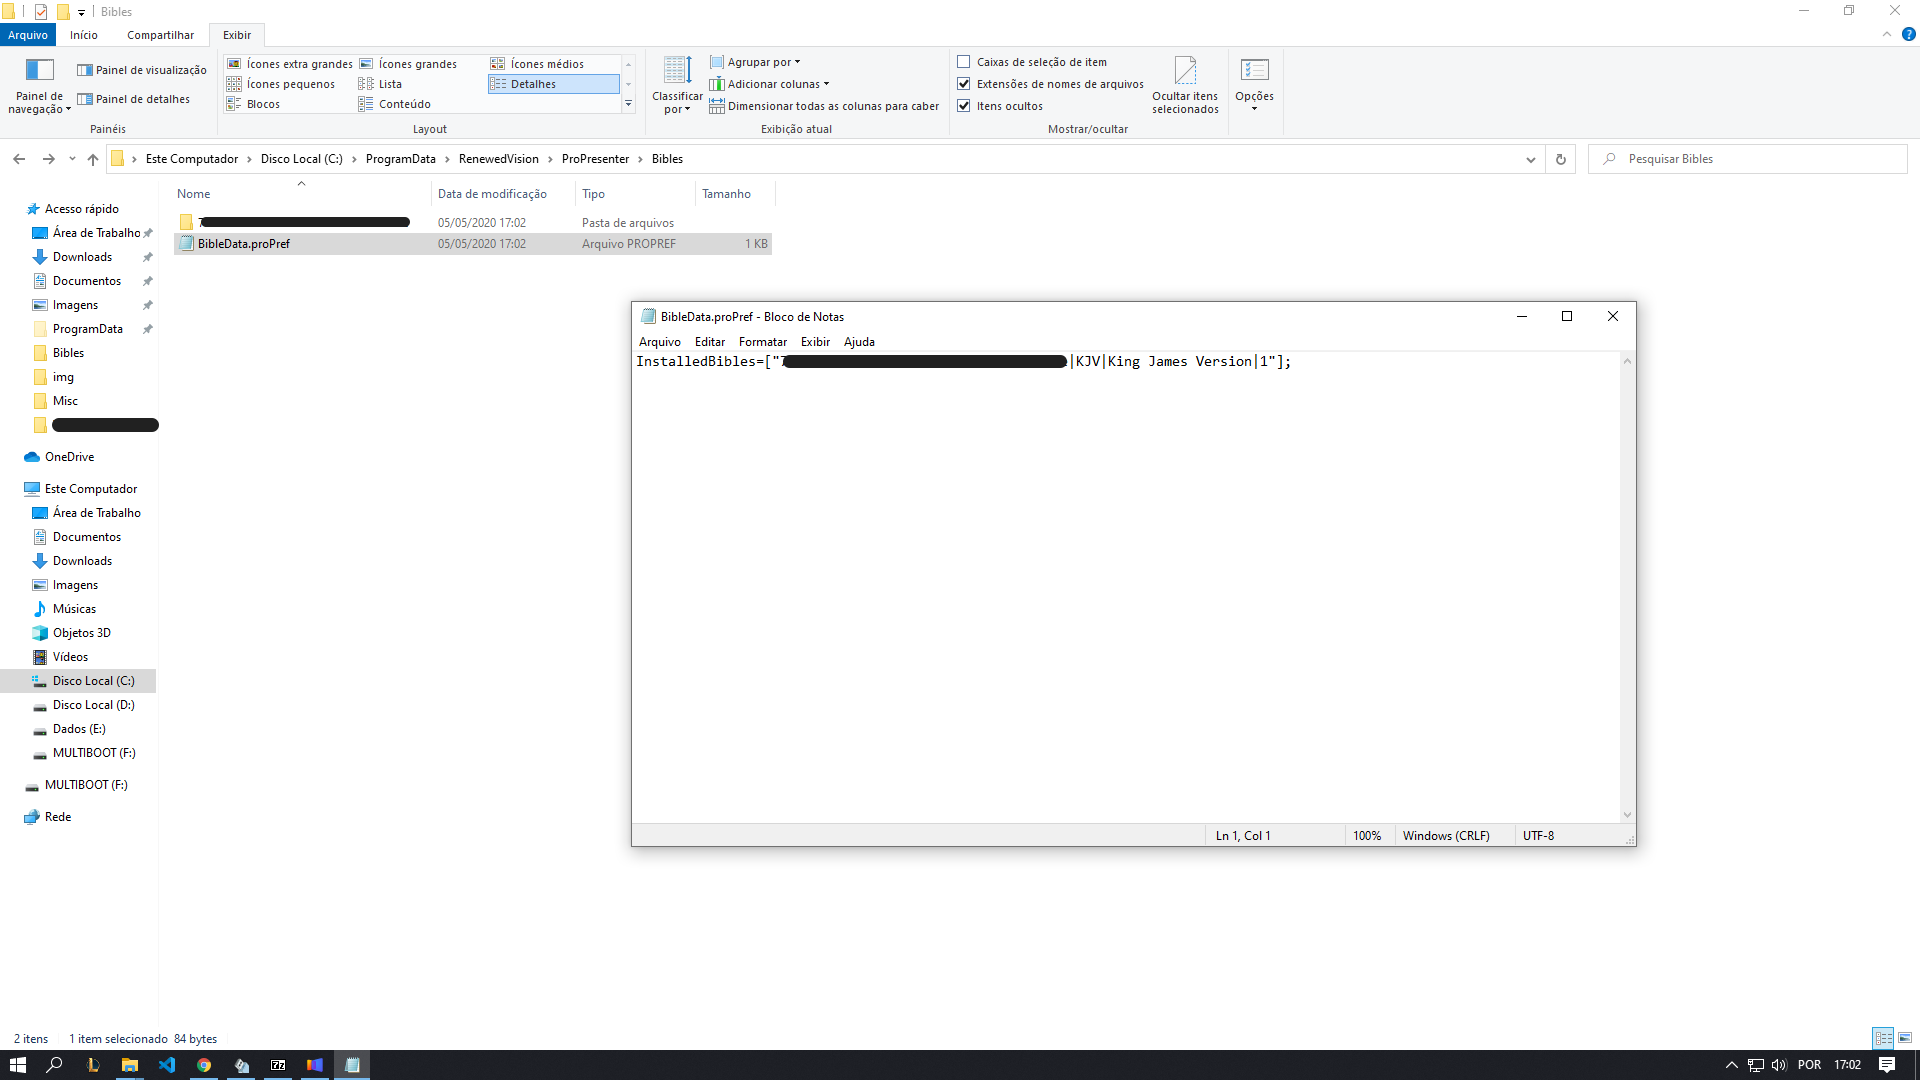 Bibles
Arquivo
Início
Compartilhar
Exibir
Painel de navegação
Painel de visualização
Painel de detalhes
Painéis
Ícones extra grandes
Ícones grandes
Ícones médios
Ícones pequenos
Lista
Detalhes
Blocos
Conteúdo
Layout
Classificar por
Agrupar por
Adicionar colunas
Dimensionar todas as colunas para caber
Exibição atual
Caixas de seleção de item
Extensões de nomes de arquivos
Itens ocultos
Ocultar itens selecionados
Mostrar/ocultar
Opções
Este Computador > Disco Local (C:) > ProgramData > RenewedVision > ProPresenter > Bibles
Pesquisar Bibles
Nome
Data de modificação
Tipo
Tamanho
05/05/2020 17:02 Pasta de arquivos
BibleData.proPref 05/05/2020 17:02 Arquivo PROPREF 1 KB
Acesso rápido
Área de Trabalho
Downloads
Documentos
Imagens
ProgramData
Bibles
img
Misc
OneDrive
Este Computador
Área de Trabalho
Documentos
Downloads
Imagens
Músicas
Objetos 3D
Vídeos
Disco Local (C:)
Disco Local (D:)
Dados (E:)
MULTIBOOT (F:)
MULTIBOOT (F:)
Rede
BibleData.proPref - Bloco de Notas
Arquivo Editar Formatar Exibir Ajuda
InstalledBibles=["7 |KJV|King James Version|1"];
Ln 1, Col 1
100%
Windows (CRLF)
UTF-8
2 itens
1 item selecionado 84 bytes
POR
17:02